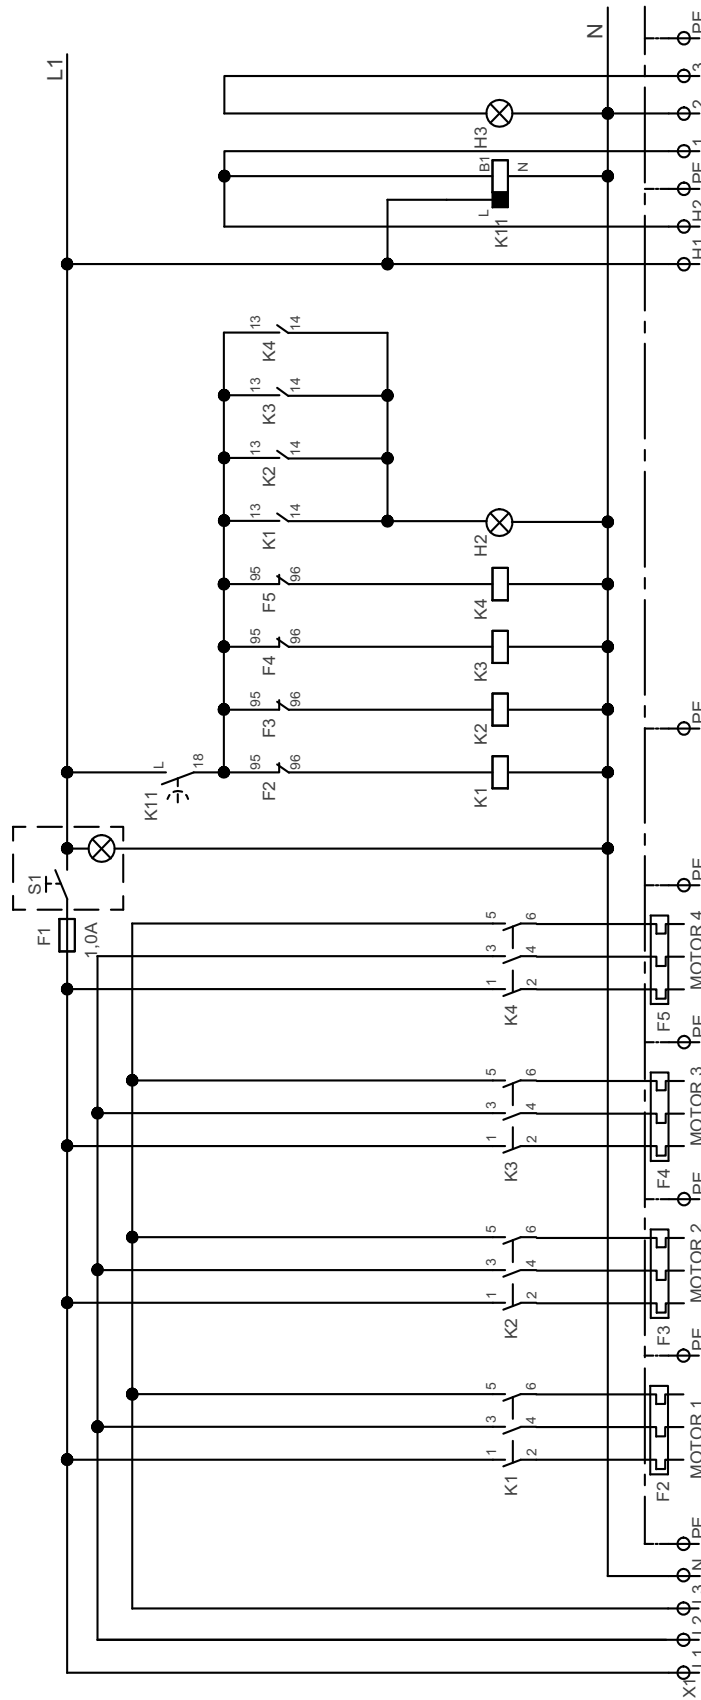 L1
N
F1
1,0A
S1
K11
L
18
F2
95
96
F3
95
96
F4
95
96
F5
95
96
K1
13
14
K2
13
14
K3
13
14
K4
13
14
K1
K2
K3
K4
H2
K11
L
B1
N
H3
K1
1
2
3
4
5
6
K2
1
2
3
4
5
6
K3
1
2
3
4
5
6
K4
1
2
3
4
5
6
F2
F3
F4
F5
MOTOR 1
MOTOR 2
MOTOR 3
MOTOR 4
X1
L1
L2
L3
N
PE
PE
PE
PE
PE
PE
H1
H2
PE
1
2
3
PE